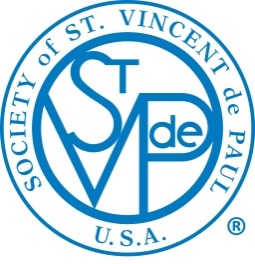 SOCIETY of ST. VINCENT de PAUL
ST
V de P
U.S.A.
®